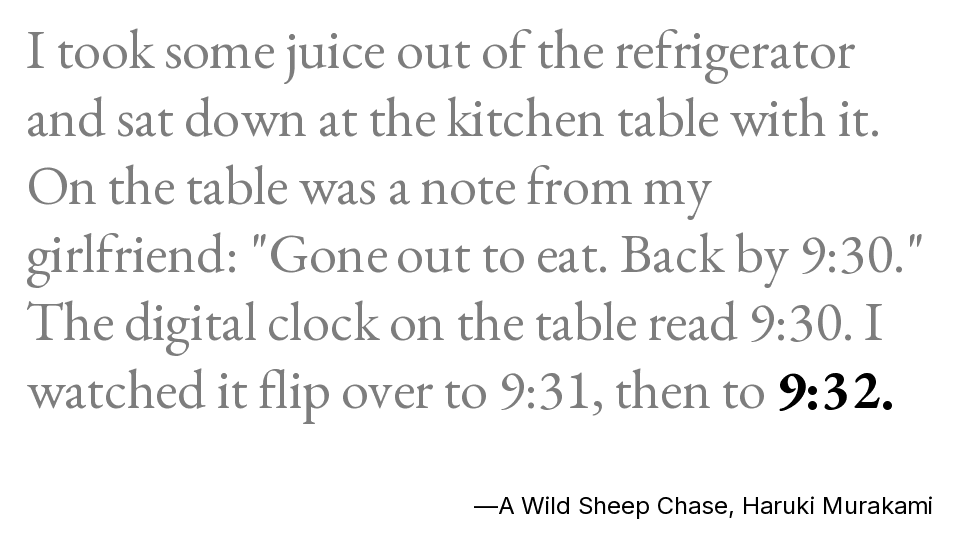 I took some juice out of the refrigerator
and sat down at the kitchen table with it.
On the table was a note from my
girlfriend: "Gone out to eat. Back by 9:30."
The digital clock on the table read 9:30. I
watched it flip over to 9:31, then to 9:32.
—A Wild Sheep Chase, Haruki Murakami